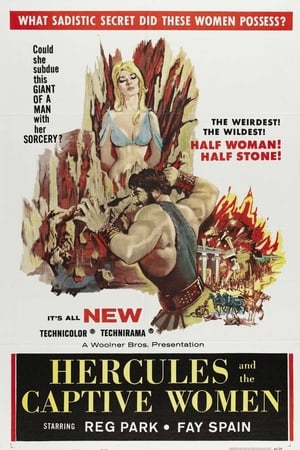 WHAT SADISTIC SECRET DID THESE WOMEN POSSESS?
Could
she
subdue
this
GIANT
OF A
MAN
with
her
SORCERY?
THE WEIRDEST!
THE WILDEST!
HALF WOMAN!
HALF STONE!
IT'S ALL NEW
TECHNICOLOR ® TECHNIRAMA ®
A Woolner Bros. Presentation
HERCULES and the
CAPTIVE WOMEN
STARRING REG PARK • FAY SPAIN